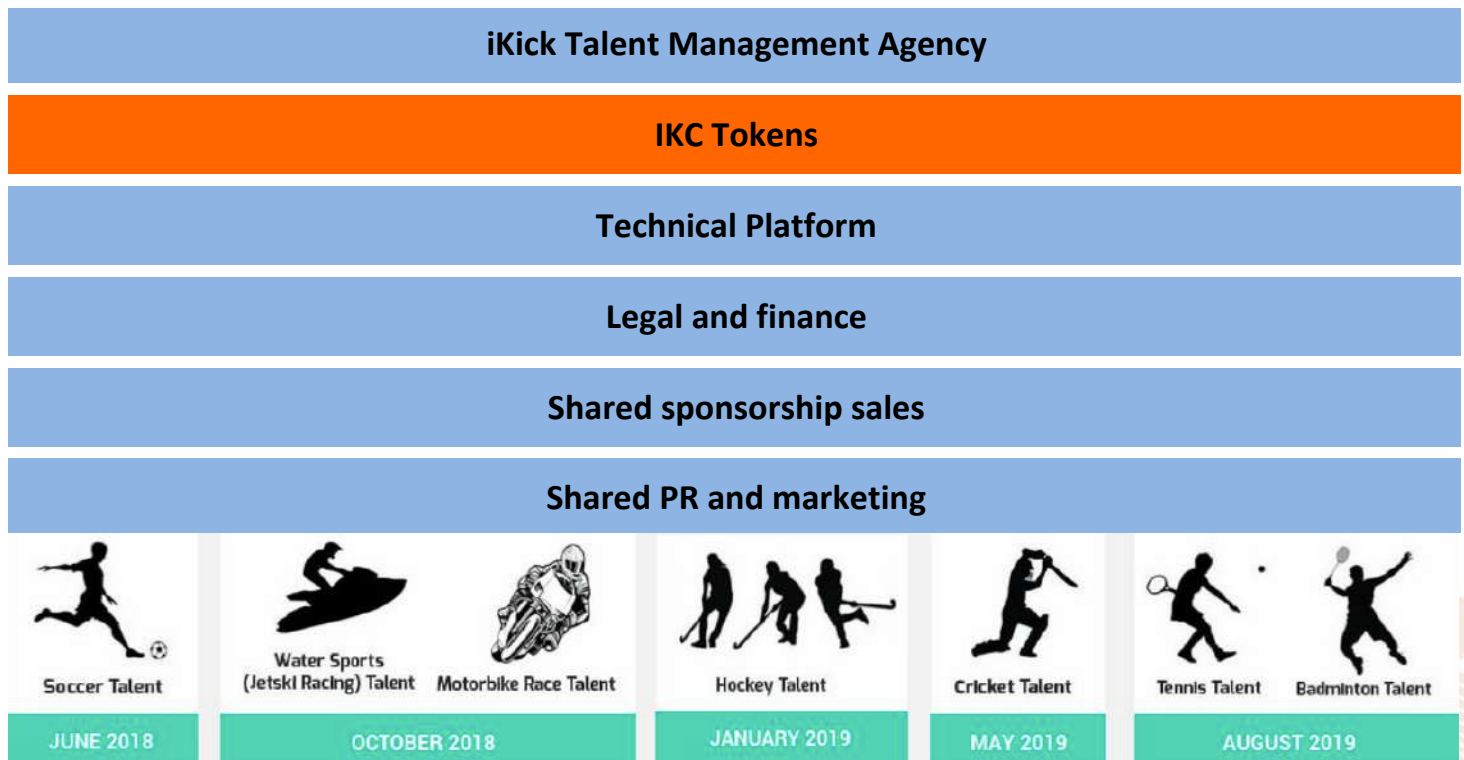 iKick Talent Management Agency
IKC Tokens
Technical Platform
Legal and finance
Shared sponsorship sales
Shared PR and marketing
Soccer Talent
Water Sports
(Jetski Racing) Talent
Motorbike Race Talent
Hockey Talent
Cricket Talent
Tennis Talent
Badminton Talent
JUNE 2018
OCTOBER 2018
JANUARY 2019
MAY 2019
AUGUST 2019